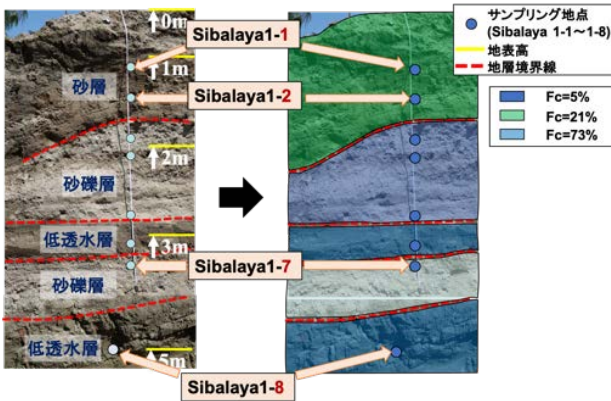 0m
Sibalaya1-1
1m
砂層
Sibalaya1-2
2m
砂礫層
低透水層
3m
Sibalaya1-7
砂礫層
低透水層
5m
Sibalaya1-8
サンプリング地点
(Sibalaya 1-1〜1-8)
地表高
地層境界線
Fc=5%
Fc=21%
Fc=73%